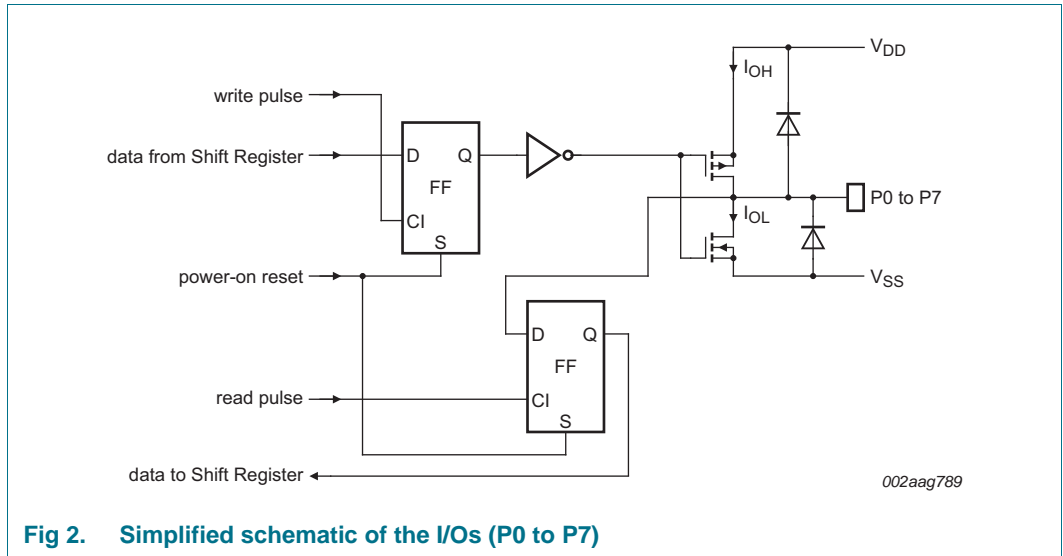 VDD
IOH
write pulse
data from Shift Register
D
Q
FF
CI
S
P0 to P7
IOL
power-on reset
VSS
D
Q
FF
CI
S
read pulse
data to Shift Register
002aag789
Fig 2. Simplified schematic of the I/Os (P0 to P7)